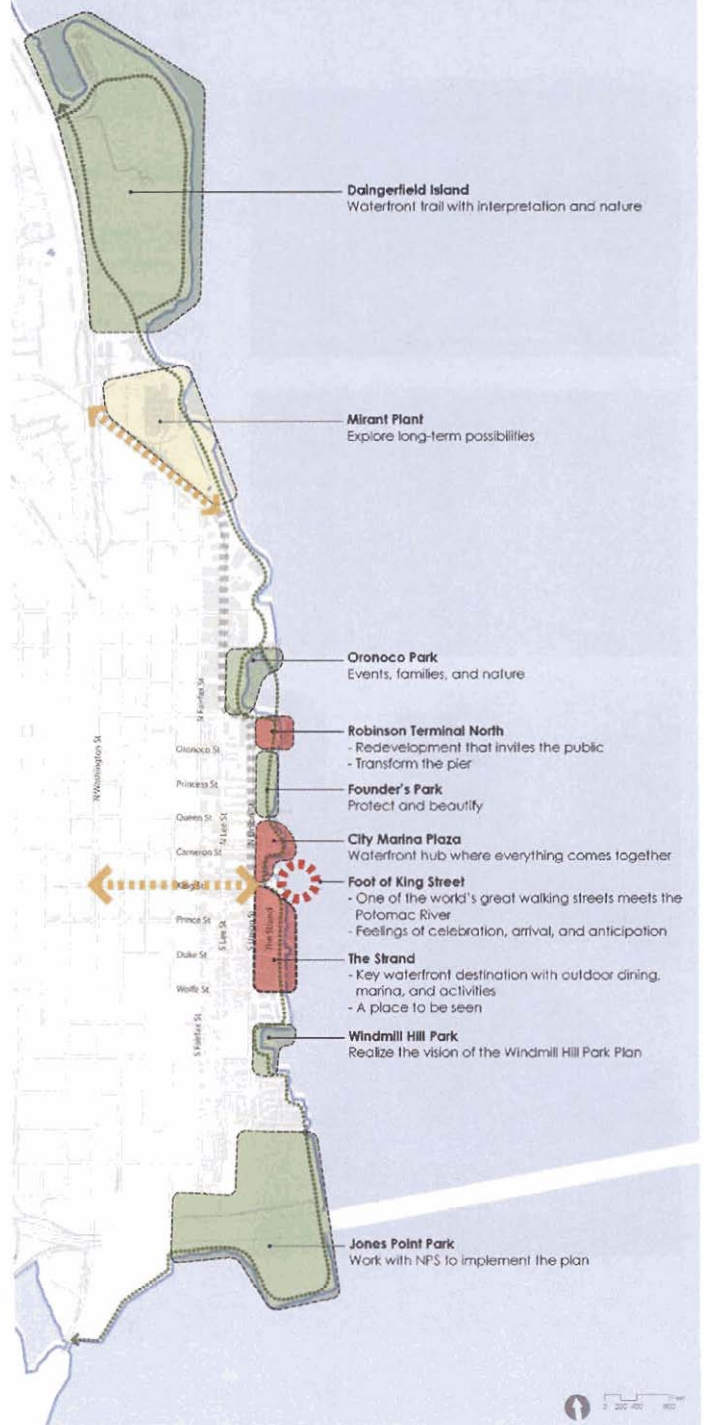 Daingerfield Island
Waterfront trail with interpretation and nature
Mirant Plant
Explore long-term possibilities
Oronoco Park
Events, families, and nature
Robinson Terminal North
- Redevelopment that invites the public
- Transform the pier
Founder's Park
Protect and beautify
City Marina Plaza
Waterfront hub where everything comes together
Foot of King Street
- One of the world's great walking streets meets the
Potomac River
- Feelings of celebration, arrival, and anticipation
The Strand
- Key waterfront destination with outdoor dining,
marina, and activities
- A place to be seen
Windmill Hill Park
Realize the vision of the Windmill Hill Park Plan
Jones Point Park
Work with NPS to implement the plan
N Washington St
N Fairfax St
Oronoco St
Princess St
Queen St
N Lee St
Cameron St
King St
Prince St
S Lee St
S Union St
The Strand
Duke St
Wolfe St
S Fairfax St
0 200 400 800